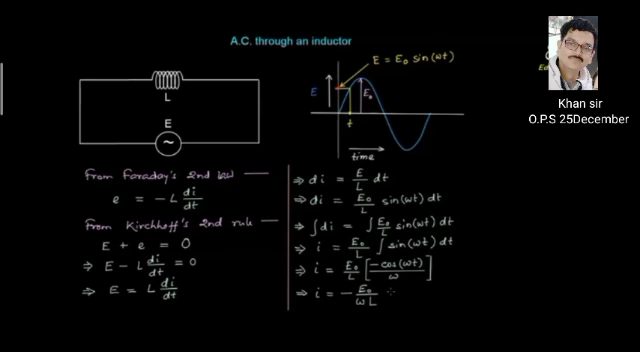 A.C. through an inductor
E = E₀ sin(ωt)
L
E
E
E₀
t
time
Khan sir
O.P.S 25December
From Faraday's 2nd law —
e = −L di/dt
From Kirchhoff's 2nd rule —
E + e = 0
⇒ E − L di/dt = 0
⇒ E = L di/dt
⇒ di = E/L dt
⇒ di = E₀/L sin(ωt) dt
⇒ ∫di = ∫ E₀/L sin(ωt) dt
⇒ i = E₀/L ∫ sin(ωt) dt
⇒ i = E₀/L [−cos(ωt)/ω]
⇒ i = − E₀/ωL